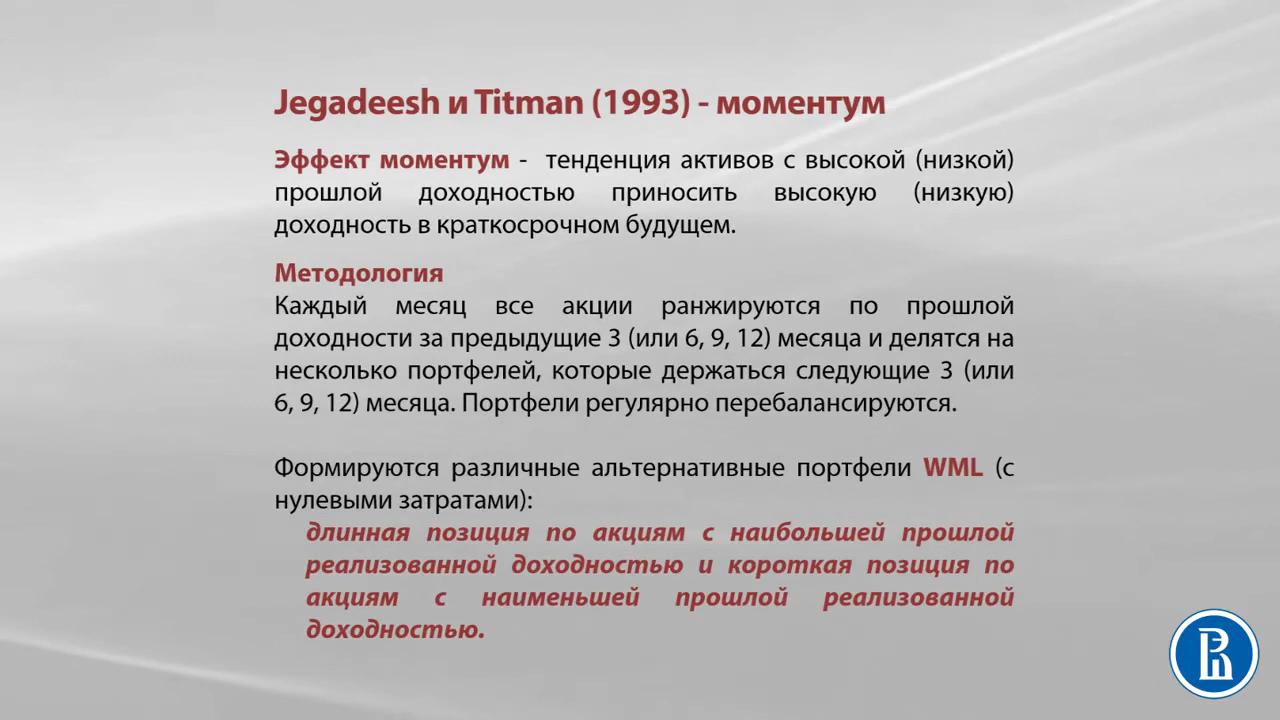 Jegadeesh и Titman (1993) - моментум
Эффект моментум - тенденция активов с высокой (низкой)
прошлой доходностью приносить высокую (низкую)
доходность в краткосрочном будущем.
Методология
Каждый месяц все акции ранжируются по прошлой
доходности за предыдущие 3 (или 6, 9, 12) месяца и делятся на
несколько портфелей, которые держаться следующие 3 (или
6, 9, 12) месяца. Портфели регулярно перебалансируются.
Формируются различные альтернативные портфели WML (с
нулевыми затратами):
длинная позиция по акциям с наибольшей прошлой
реализованной доходностью и короткая позиция по
акциям с наименьшей прошлой реализованной
доходностью.